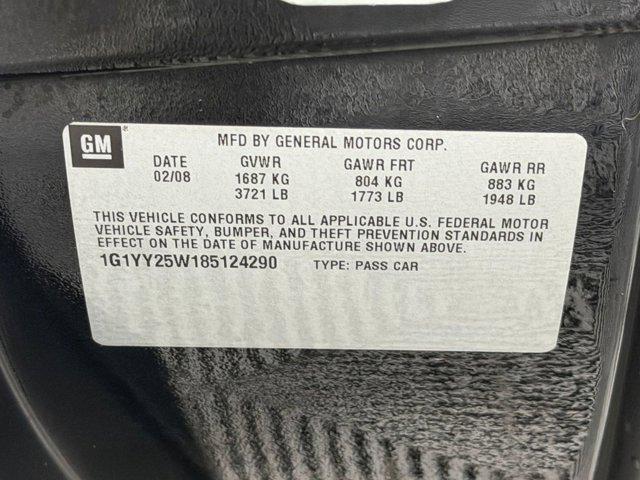 GM
MFD BY GENERAL MOTORS CORP.
DATE GVWR GAWR FRT GAWR RR
02/08 1687 KG 804 KG 883 KG
3721 LB 1773 LB 1948 LB
THIS VEHICLE CONFORMS TO ALL APPLICABLE U.S. FEDERAL MOTOR
VEHICLE SAFETY, BUMPER, AND THEFT PREVENTION STANDARDS IN
EFFECT ON THE DATE OF MANUFACTURE SHOWN ABOVE.
1G1YY25W185124290 TYPE: PASS CAR